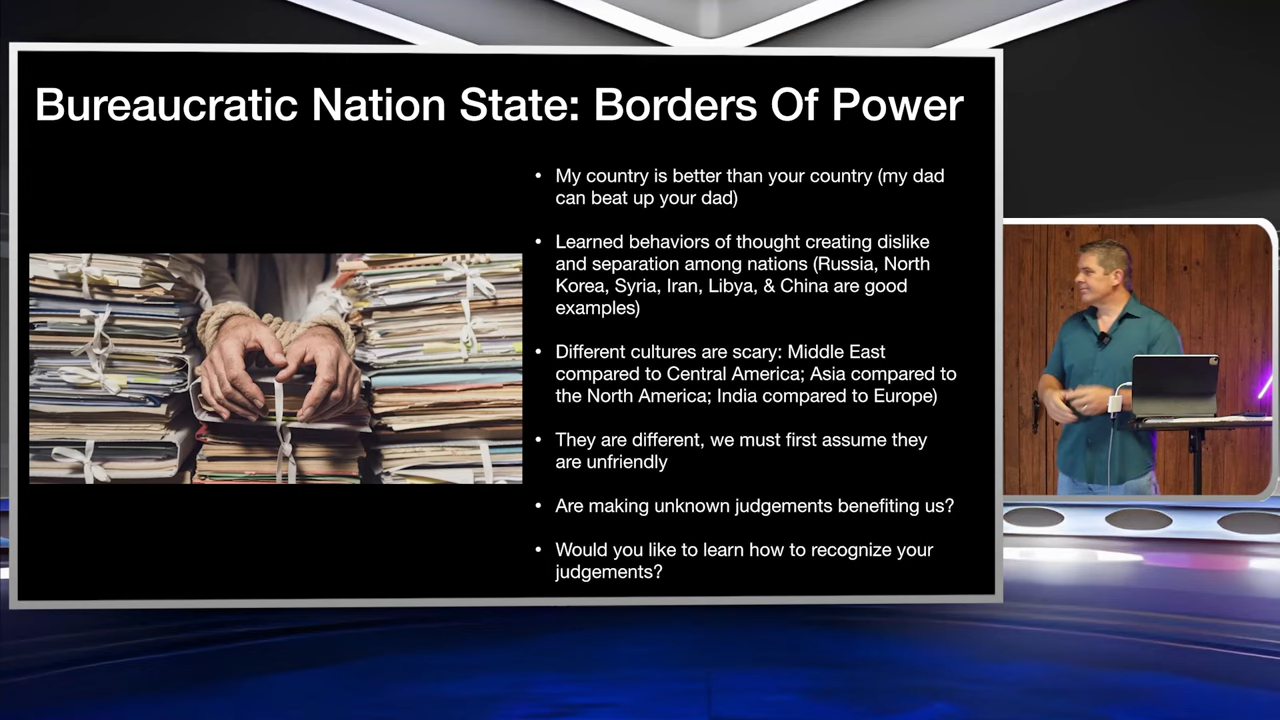 Bureaucratic Nation State: Borders Of Power
• My country is better than your country (my dad
can beat up your dad)
• Learned behaviors of thought creating dislike
and separation among nations (Russia, North
Korea, Syria, Iran, Libya, & China are good
examples)
• Different cultures are scary: Middle East
compared to Central America; Asia compared to
the North America; India compared to Europe)
• They are different, we must first assume they
are unfriendly
• Are making unknown judgements benefiting us?
• Would you like to learn how to recognize your
judgements?